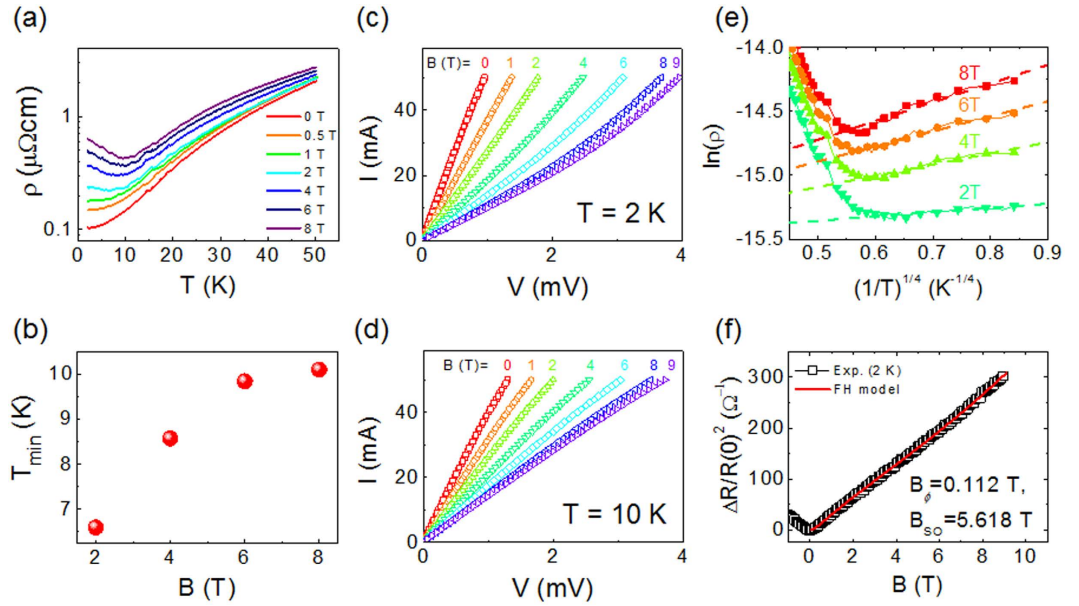 (a)
ρ (μΩcm)
1
0.1
0 T
0.5 T
1 T
2 T
4 T
6 T
8 T
0 10 20 30 40 50
T (K)
(b)
T_min (K)
10
9
8
7
2 4 6 8
B (T)
(c)
I (mA)
B (T)= 0 1 2 4 6 8 9
60
40
20
0
T = 2 K
0 2 4
V (mV)
(d)
I (mA)
B (T)= 0 1 2 4 6 8 9
60
40
20
0
T = 10 K
0 2 4
V (mV)
(e)
ln(ρ)
-14.0
-14.5
-15.0
-15.5
8T
6T
4T
2T
0.5 0.6 0.7 0.8 0.9
(1/T)^1/4 (K^-1/4)
(f)
ΔR/R(0)² (Ω⁻¹)
300
200
100
0
Exp. (2 K)
FH model
B_ϕ=0.112 T,
B_SO=5.618 T
0 2 4 6 8 10
B (T)